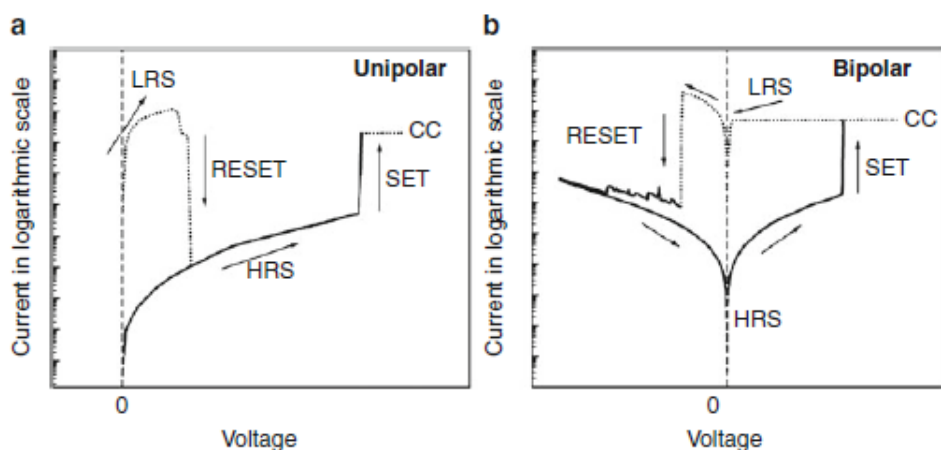 a
Unipolar
LRS
CC
RESET
SET
HRS
Current in logarithmic scale
0
Voltage
b
Bipolar
LRS
CC
RESET
SET
HRS
Current in logarithmic scale
0
Voltage